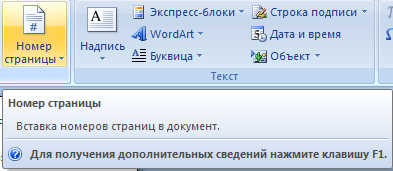 Номер страницы
Надпись
Экспресс-блоки
WordArt
Буквица
Строка подписи
Дата и время
Объект
Текст
Номер страницы
Вставка номеров страниц в документ.
Для получения дополнительных сведений нажмите клавишу F1.